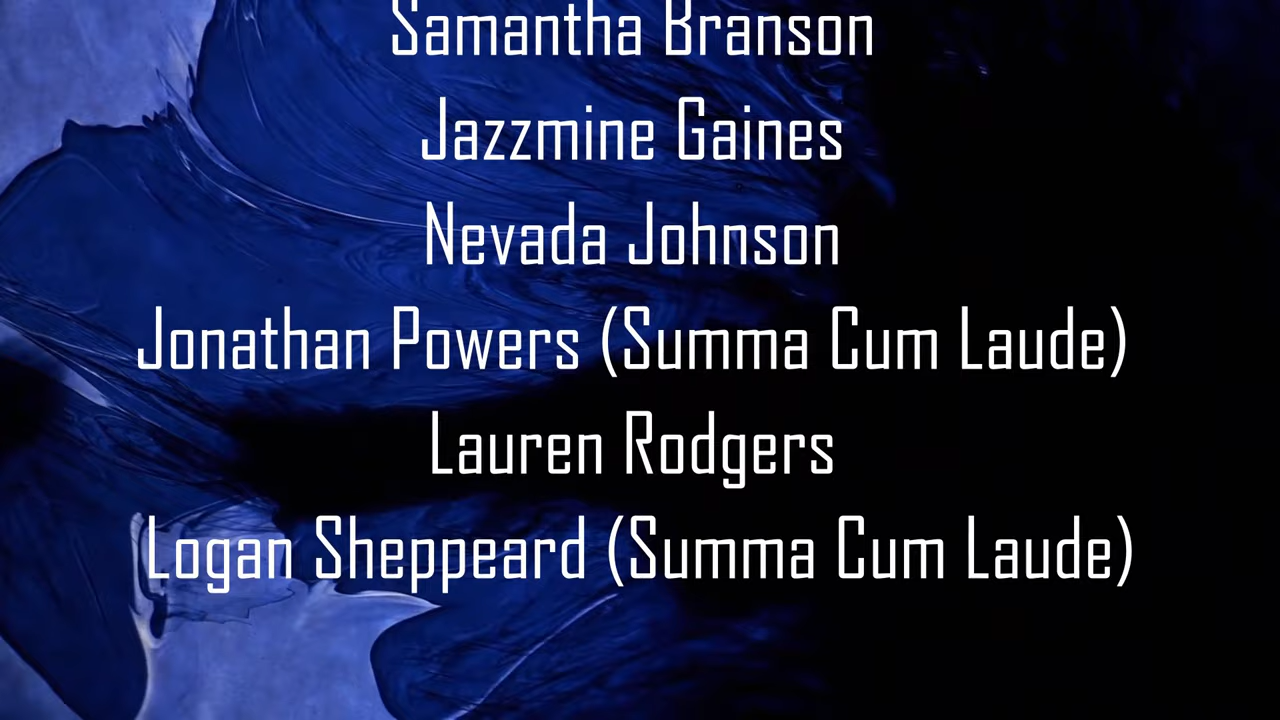 Samantha Branson
Jazzmine Gaines
Nevada Johnson
Jonathan Powers (Summa Cum Laude)
Lauren Rodgers
Logan Sheppeard (Summa Cum Laude)